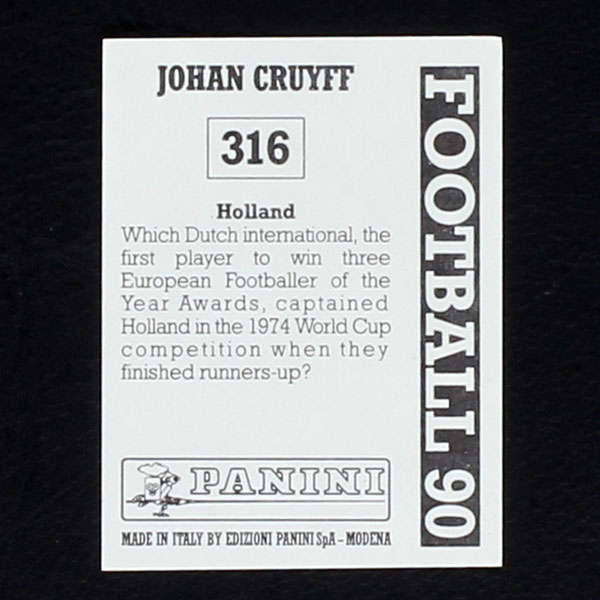 JOHAN CRUYFF
316
Holland
Which Dutch international, the
first player to win three
European Footballer of the
Year Awards, captained
Holland in the 1974 World Cup
competition when they
finished runners-up?
PANINI
MADE IN ITALY BY EDIZIONI PANINI SpA – MODENA
FOOTBALL 90